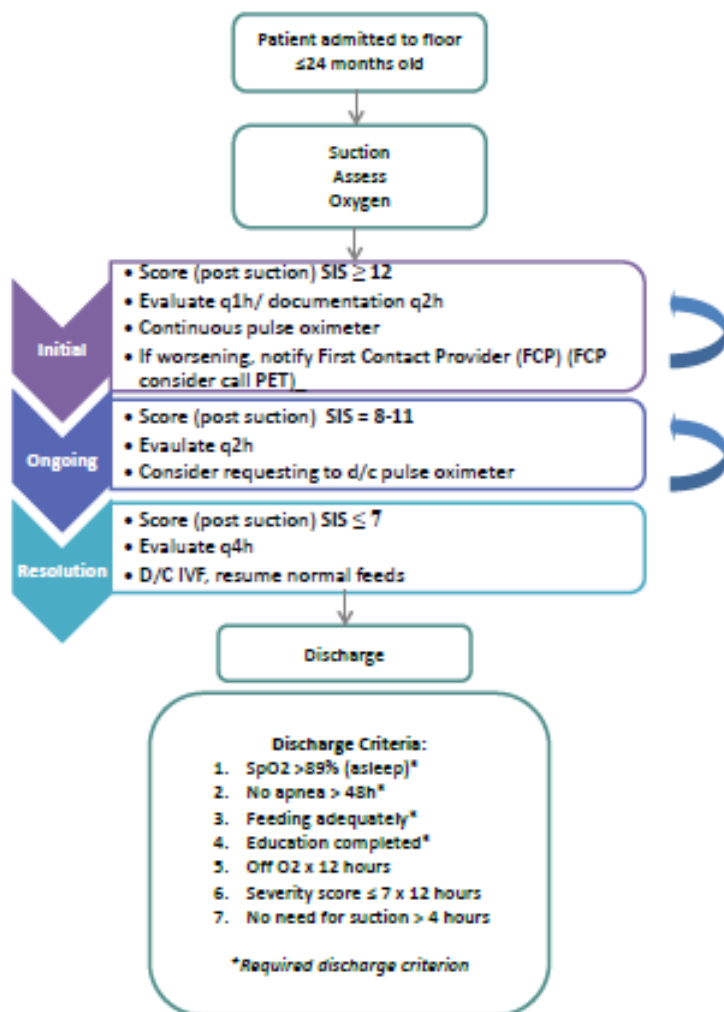 Patient admitted to floor
≤24 months old
Suction
Assess
Oxygen
Initial
• Score (post suction) SIS ≥ 12
• Evaluate q1h/ documentation q2h
• Continuous pulse oximeter
• If worsening, notify First Contact Provider (FCP) (FCP
consider call PET)_
Ongoing
• Score (post suction) SIS = 8-11
• Evaulate q2h
• Consider requesting to d/c pulse oximeter
Resolution
• Score (post suction) SIS ≤ 7
• Evaluate q4h
• D/C IVF, resume normal feeds
Discharge
Discharge Criteria:
1. SpO2 >89% (asleep)*
2. No apnea > 48h*
3. Feeding adequately*
4. Education completed*
5. Off O2 x 12 hours
6. Severity score ≤ 7 x 12 hours
7. No need for suction > 4 hours
*Required discharge criterion